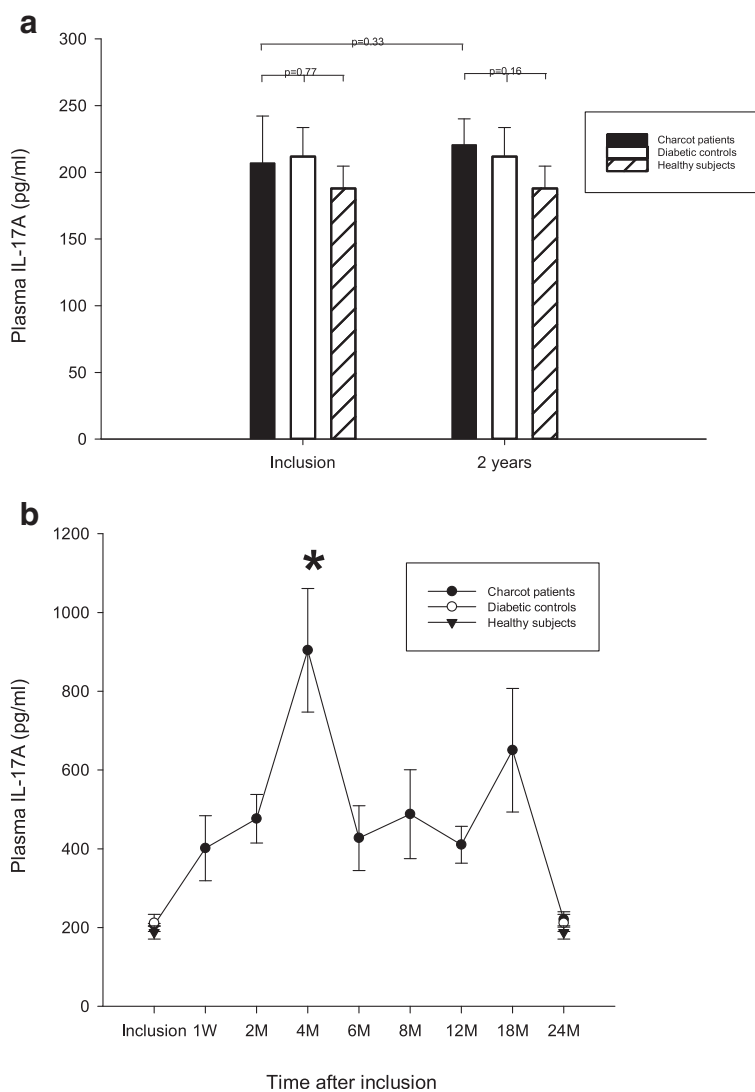 a
300
250
200
150
100
50
0
Plasma IL-17A (pg/ml)
p=0.33
p=0.77
p=0.16
Charcot patients
Diabetic controls
Healthy subjects
Inclusion
2 years
b
1200
1000
800
600
400
200
0
Plasma IL-17A (pg/ml)
*
Charcot patients
Diabetic controls
Healthy subjects
Inclusion 1W 2M 4M 6M 8M 12M 18M 24M
Time after inclusion